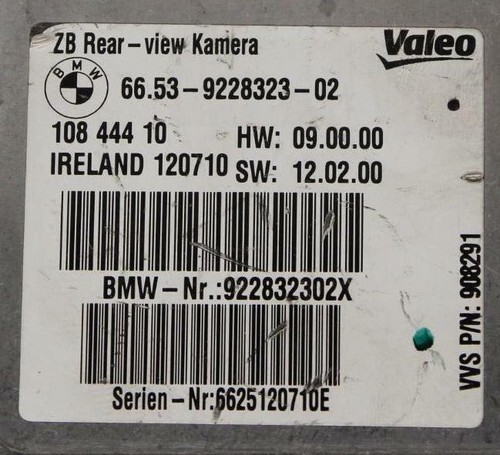 ZB Rear-view Kamera
Valeo
BMW
66.53-9228323-02
108 444 10 HW: 09.00.00
IRELAND 120710 SW: 12.02.00
BMW-Nr.:922832302X
Serien-Nr:6625120710E
VVS P/N: 908291